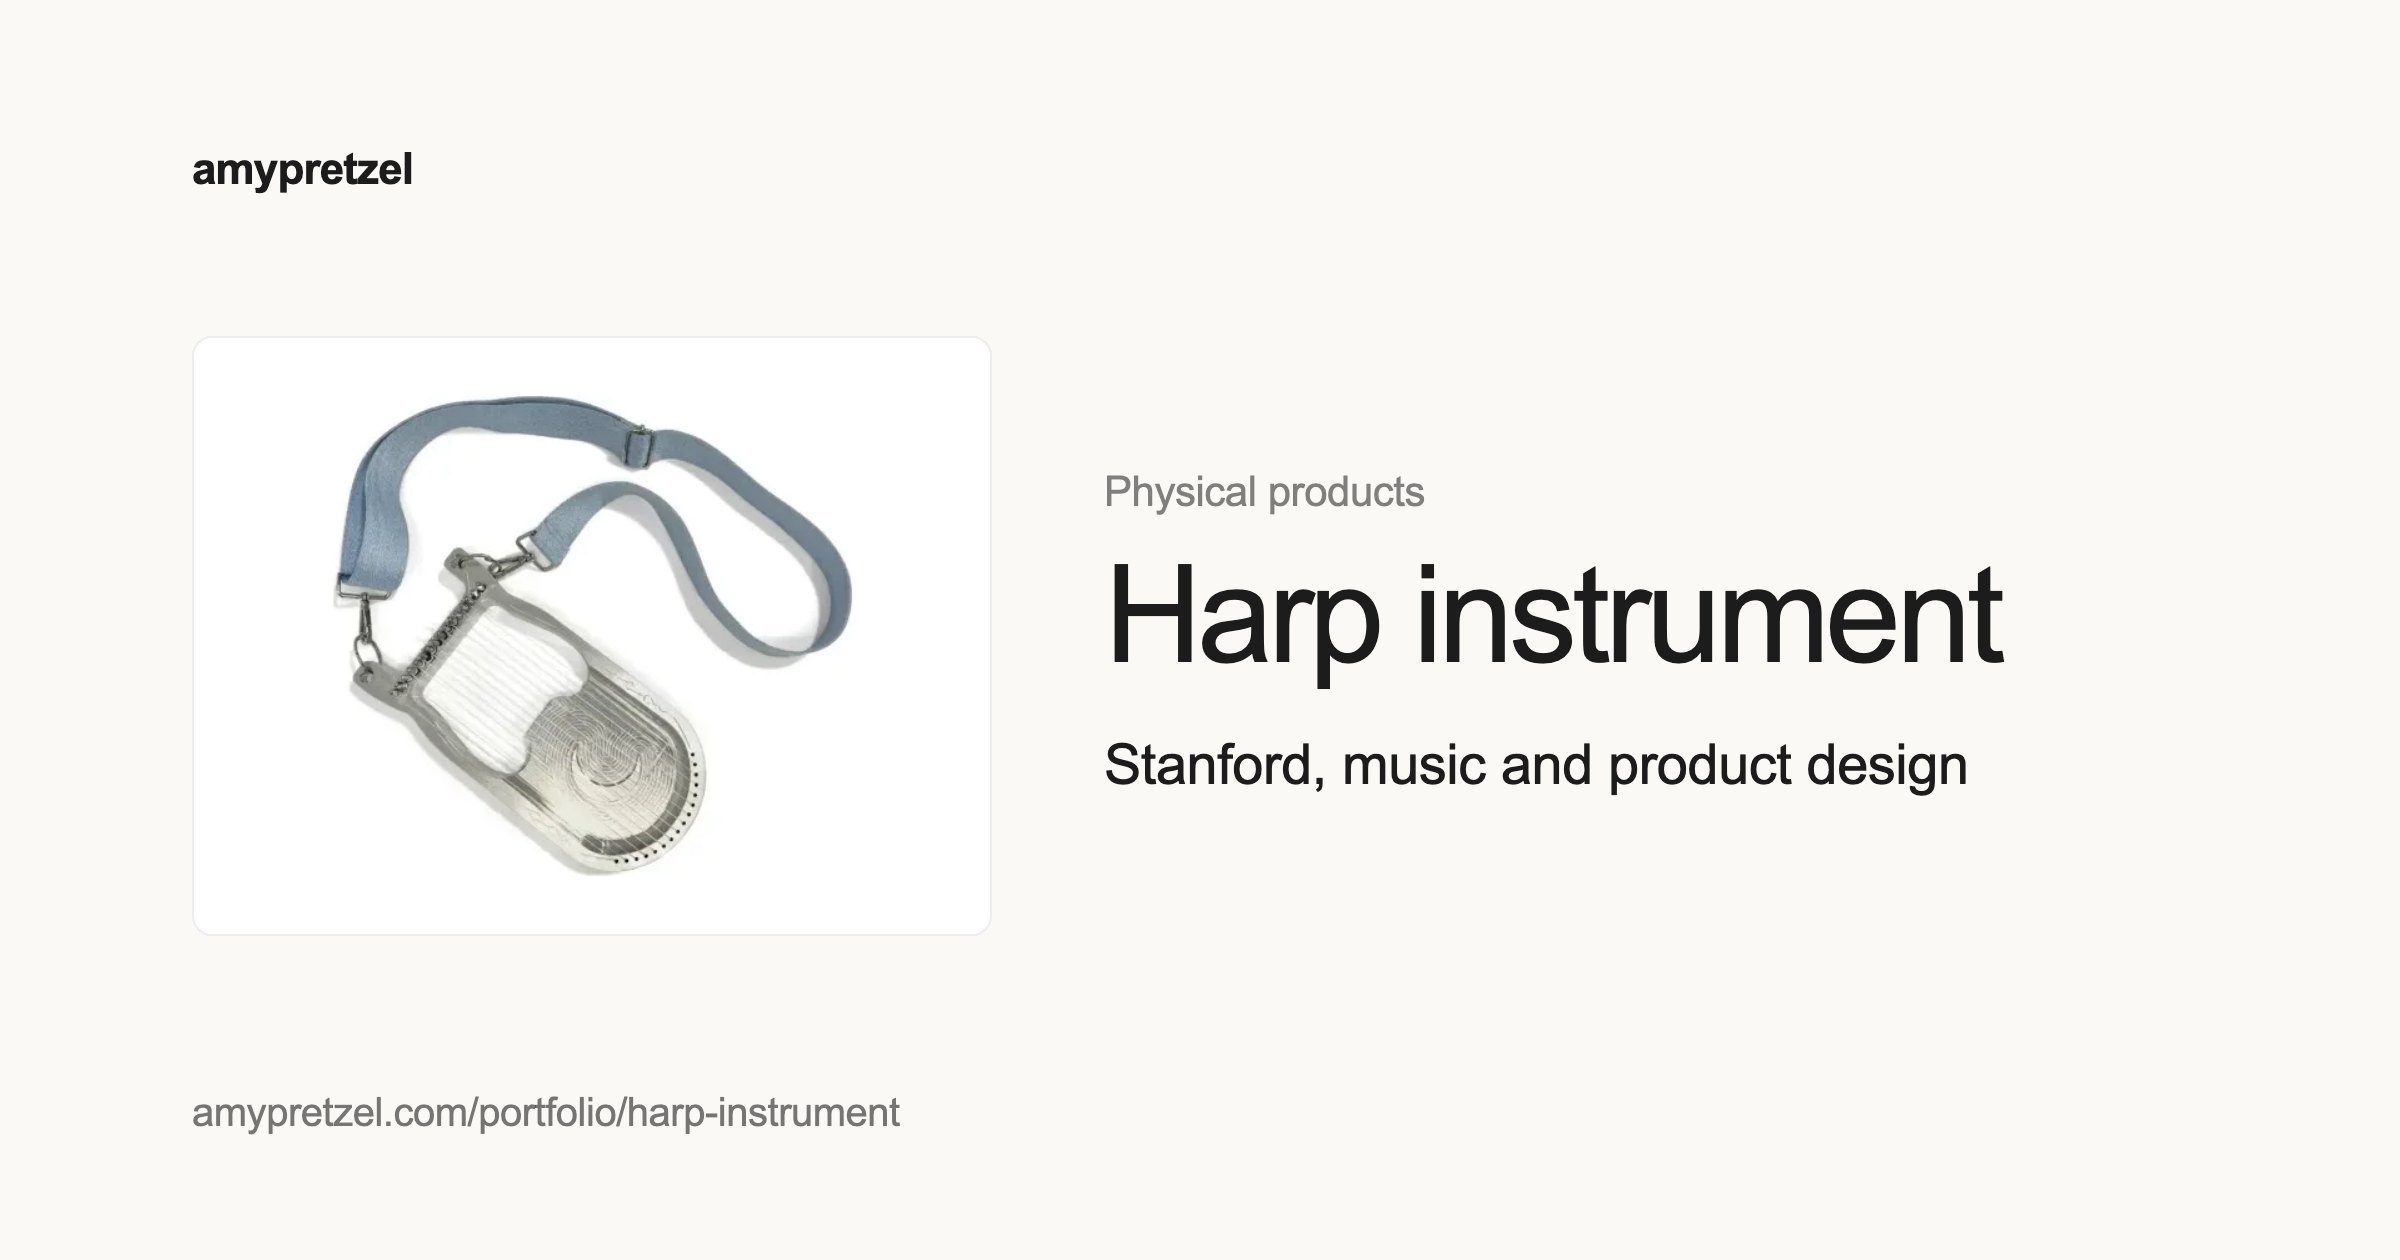 amypretzel
Physical products
Harp instrument
Stanford, music and product design
amypretzel.com/portfolio/harp-instrument